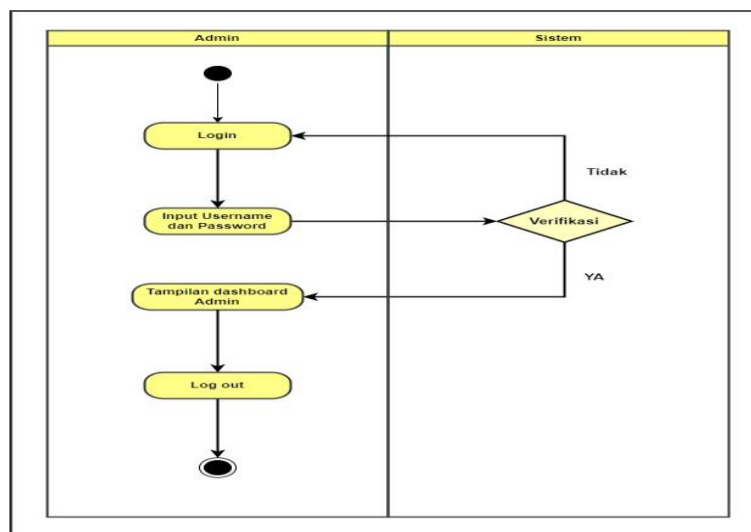 Admin
Sistem
Login
Tidak
Input Username
dan Password
Verifikasi
YA
Tampilan dashboard
Admin
Log out